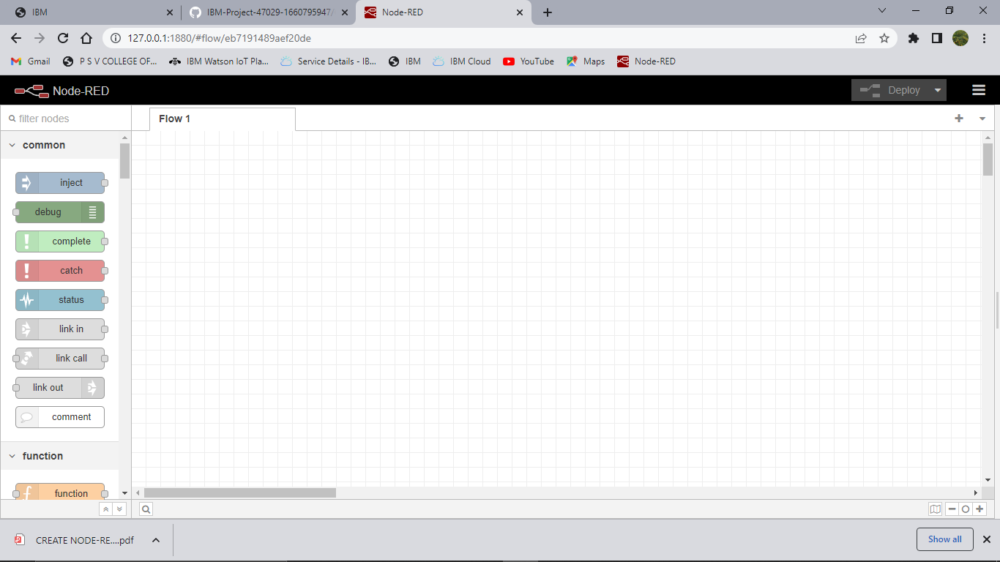 IBM
IBM-Project-47029-1660795947/
Node-RED
127.0.0.1:1880/#flow/eb7191489aef20de
Gmail
P S V COLLEGE OF...
IBM Watson IoT Pla...
Service Details - IB...
IBM
IBM Cloud
YouTube
Maps
Node-RED
Node-RED
Deploy
filter nodes
Flow 1
common
inject
debug
complete
catch
status
link in
link call
link out
comment
function
function
CREATE NODE-RE....pdf
Show all